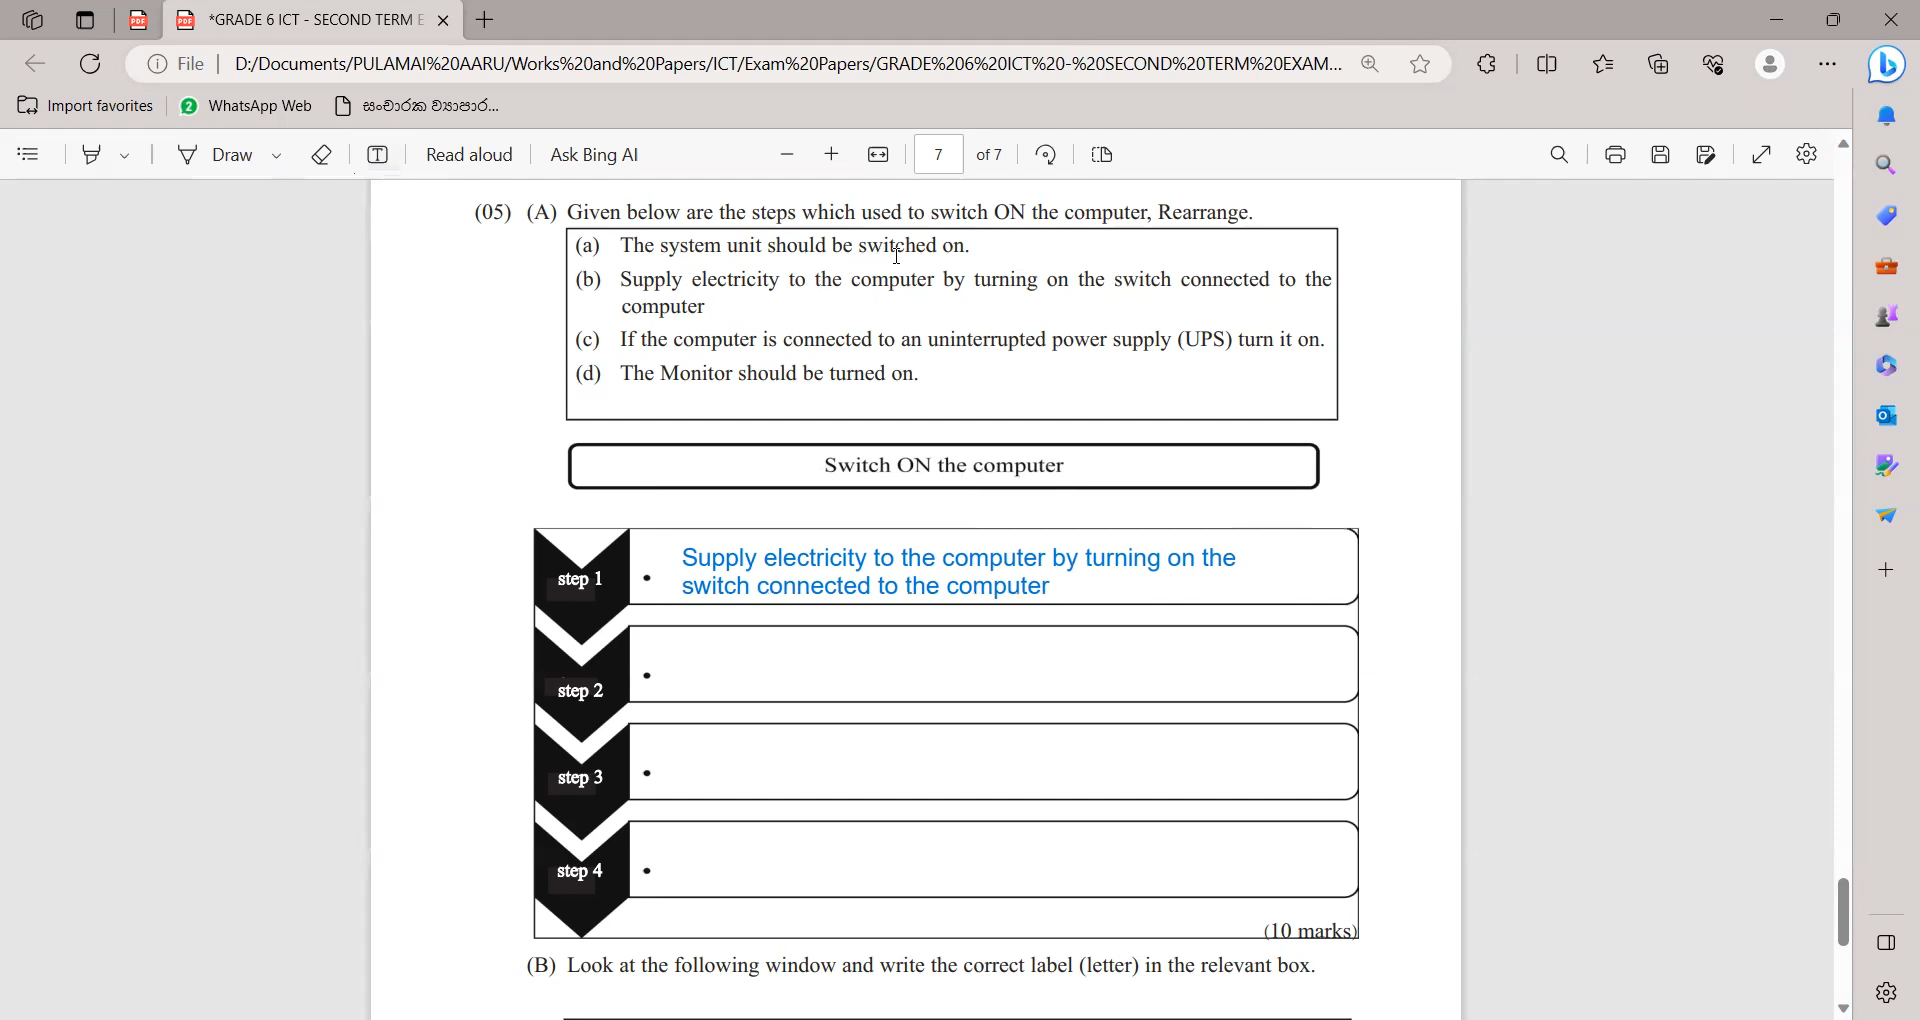 *GRADE 6 ICT - SECOND TERM E
File
D:/Documents/PULAMAI%20AARU/Works%20and%20Papers/ICT/Exam%20Papers/GRADE%206%20ICT%20-%20SECOND%20TERM%20EXAM...
Import favorites
2
WhatsApp Web
සංචාරක ව්‍යාපාර...
Draw
Read aloud
Ask Bing AI
7
of 7
(05) (A) Given below are the steps which used to switch ON the computer, Rearrange.
(a) The system unit should be switched on.
(b) Supply electricity to the computer by turning on the switch connected to the
computer
(c) If the computer is connected to an uninterrupted power supply (UPS) turn it on.
(d) The Monitor should be turned on.
Switch ON the computer
step 1
• Supply electricity to the computer by turning on the
switch connected to the computer
step 2
•
step 3
•
step 4
•
(10 marks)
(B) Look at the following window and write the correct label (letter) in the relevant box.